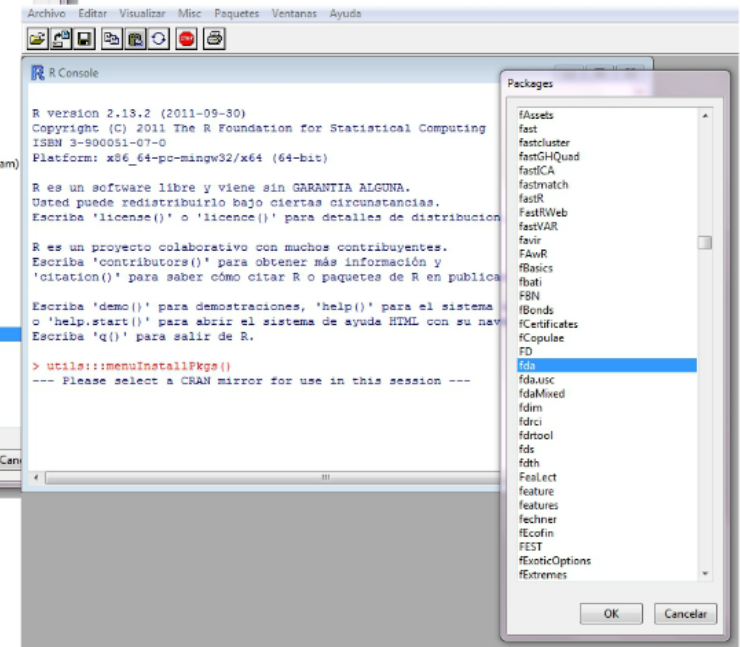 Archivo Editar Visualizar Misc Paquetes Ventanas Ayuda
STOP
R Console
R version 2.13.2 (2011-09-30)
Copyright (C) 2011 The R Foundation for Statistical Computing
ISBN 3-900051-07-0
Platform: x86_64-pc-mingw32/x64 (64-bit)
R es un software libre y viene sin GARANTIA ALGUNA.
Usted puede redistribuirlo bajo ciertas circunstancias.
Escriba 'license()' o 'licence()' para detalles de distribucion
R es un proyecto colaborativo con muchos contribuyentes.
Escriba 'contributors()' para obtener más información y
'citation()' para saber cómo citar R o paquetes de R en publica
Escriba 'demo()' para demostraciones, 'help()' para el sistema
o 'help.start()' para abrir el sistema de ayuda HTML con su nav
Escriba 'q()' para salir de R.
> utils:::menuInstallPkgs()
--- Please select a CRAN mirror for use in this session ---
am)
Can
Packages
fAssets
fast
fastcluster
fastGHQuad
fastICA
fastmatch
fastR
FastRWeb
fastVAR
favir
FAwR
fBasics
fbati
FBN
fBonds
fCertificates
fCopulae
FD
fda
fda.usc
fdaMixed
fdim
fdrci
fdrtool
fds
fdth
FeaLect
feature
features
fechner
fEcofin
FEST
fExoticOptions
fExtremes
OK Cancelar